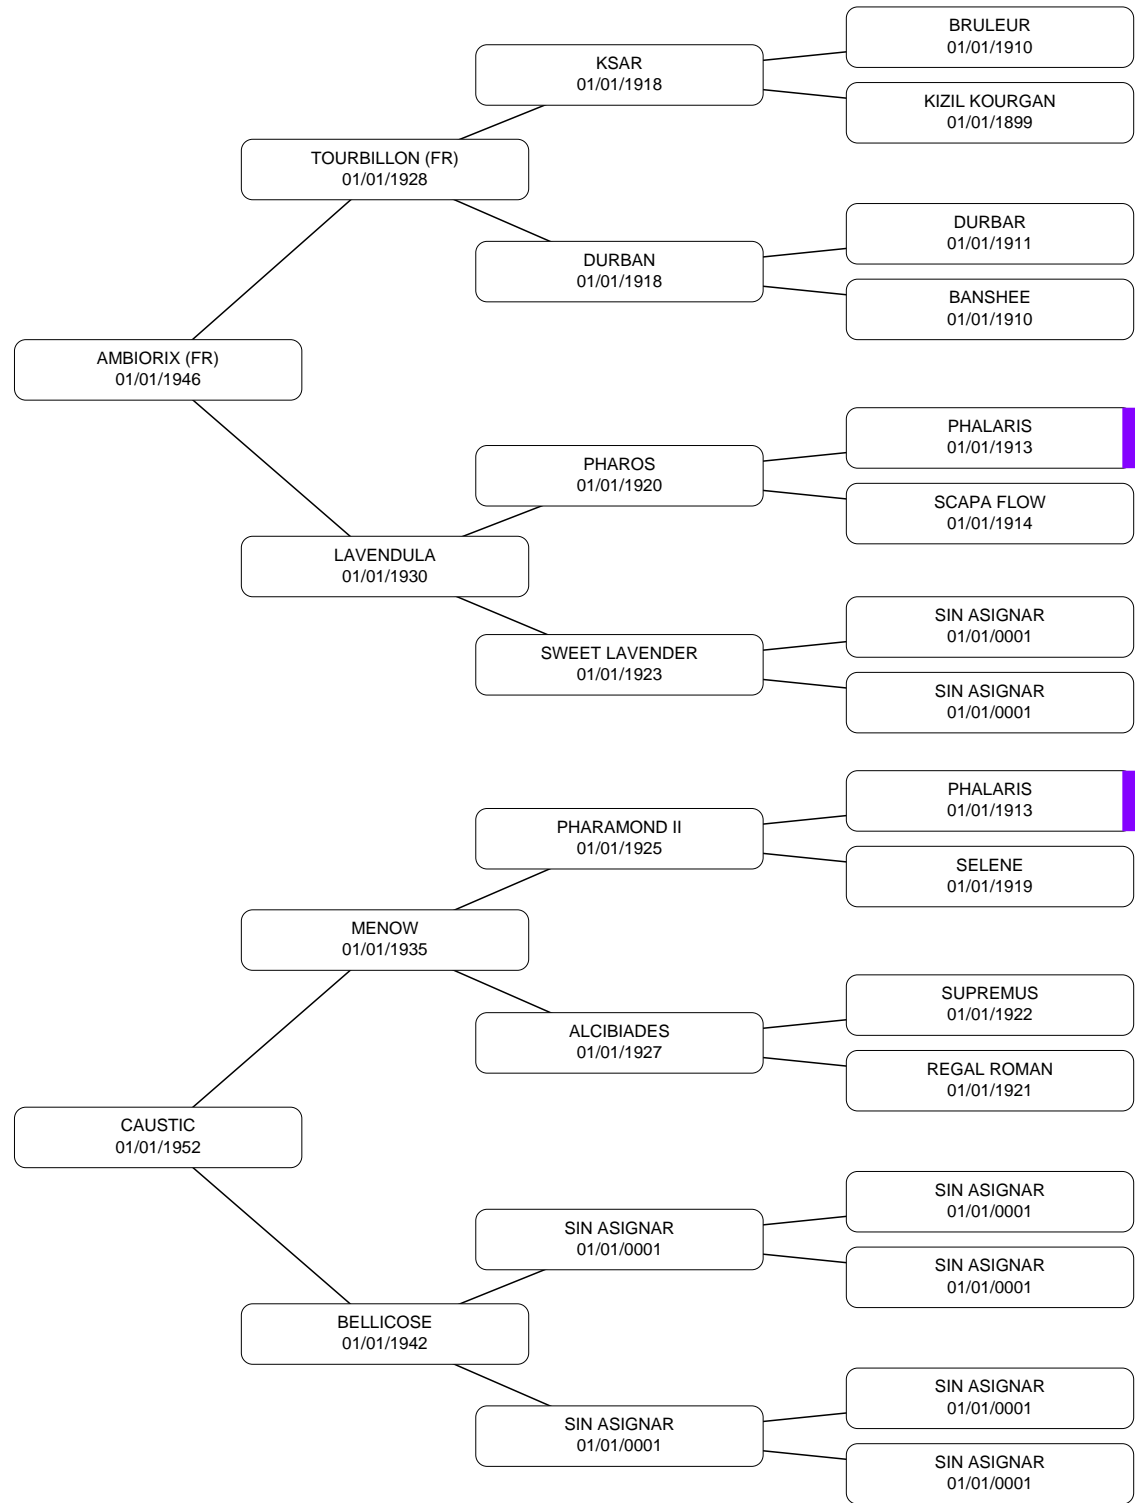 BRULEUR
01/01/1910
KSAR
01/01/1918
KIZIL KOURGAN
01/01/1899
TOURBILLON (FR)
01/01/1928
DURBAR
01/01/1911
DURBAN
01/01/1918
BANSHEE
01/01/1910
AMBIORIX (FR)
01/01/1946
PHALARIS
01/01/1913
PHAROS
01/01/1920
SCAPA FLOW
01/01/1914
LAVENDULA
01/01/1930
SIN ASIGNAR
01/01/0001
SWEET LAVENDER
01/01/1923
SIN ASIGNAR
01/01/0001
PHALARIS
01/01/1913
PHARAMOND II
01/01/1925
SELENE
01/01/1919
MENOW
01/01/1935
SUPREMUS
01/01/1922
ALCIBIADES
01/01/1927
REGAL ROMAN
01/01/1921
CAUSTIC
01/01/1952
SIN ASIGNAR
01/01/0001
SIN ASIGNAR
01/01/0001
SIN ASIGNAR
01/01/0001
BELLICOSE
01/01/1942
SIN ASIGNAR
01/01/0001
SIN ASIGNAR
01/01/0001
SIN ASIGNAR
01/01/0001